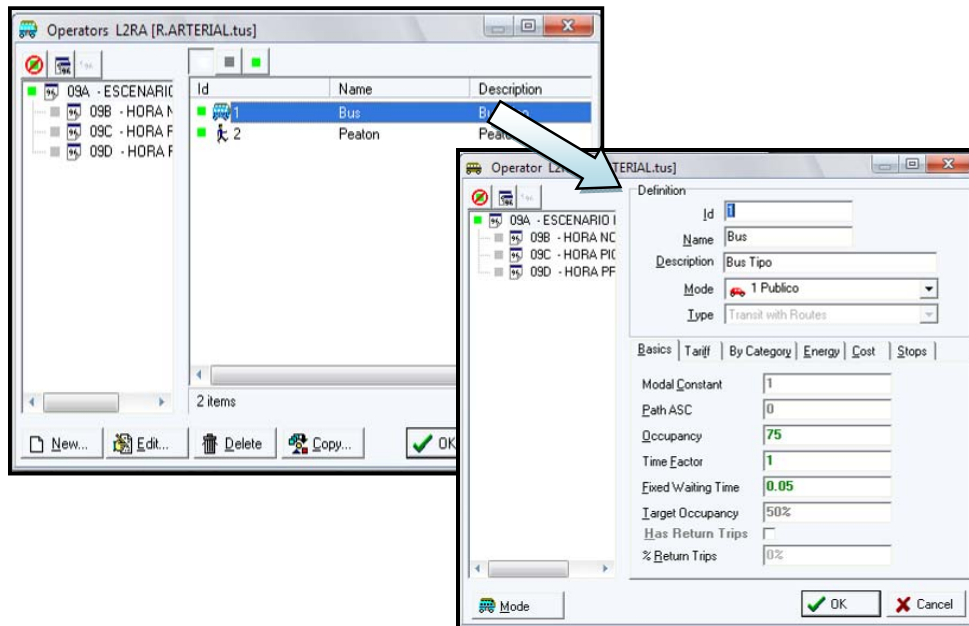 Operators L2RA [R.ARTERIAL.tus]
09A - ESCENARIO
09B - HORA N
09C - HORA F
09D - HORA F
Id Name Description
1 Bus
2 Peaton
2 items
New... Edit... Delete Copy... OK
Operator TERIAL.tus]
09A - ESCENARIO I
09B - HORA NO
09C - HORA PIC
09D - HORA PF
Definition
Id 1
Name Bus
Description Bus Tipo
Mode 1 Publico
Type Transit with Routes
Basics Tariff By Category Energy Cost Stops
Modal Constant 1
Path ASC 0
Occupancy 75
Time Factor 1
Fixed Waiting Time 0.05
Target Occupancy 50%
Has Return Trips
% Return Trips 0%
Mode OK Cancel